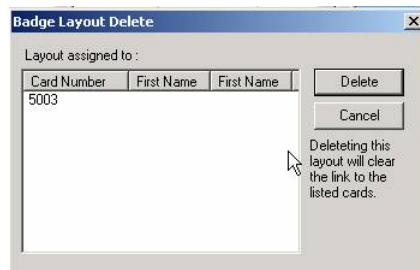 Badge Layout Delete
Layout assigned to :
Card Number First Name First Name
5003
Delete
Cancel
Deleteting this
layout will clear
the link to the
listed cards.